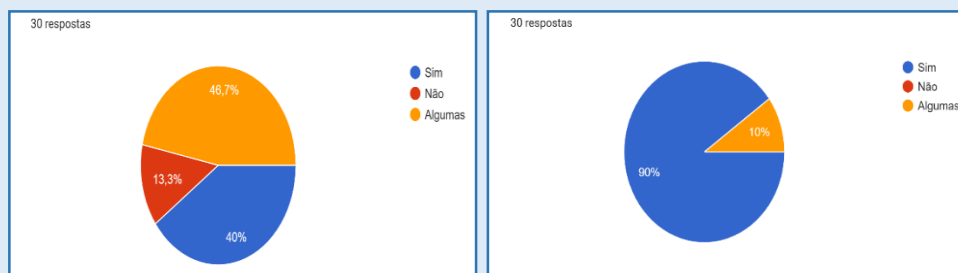 30 respostas
Sim
Não
Algumas
46,7%
13,3%
40%
30 respostas
Sim
Não
Algumas
10%
90%